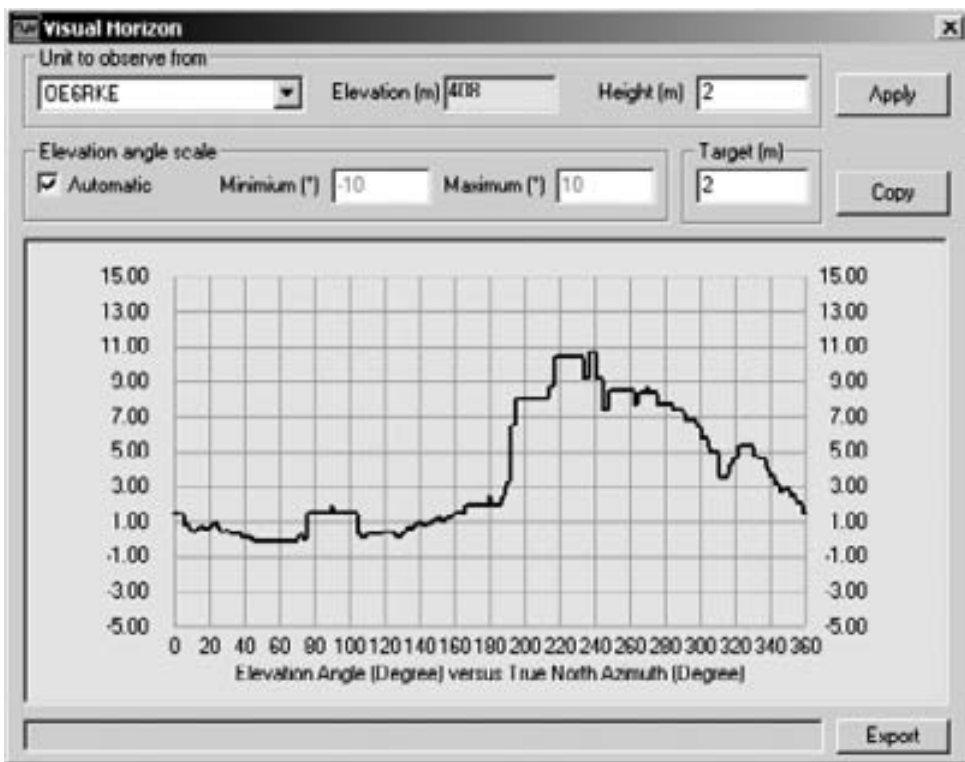 Visual Horizon
Unit to observe from
OE6RKE Elevation (m) 408 Height (m) 2 Apply
Elevation angle scale Target (m)
Automatic Minimium (°) -10 Maximum (°) 10 2 Copy
15.00 15.00
13.00 13.00
11.00 11.00
9.00 9.00
7.00 7.00
5.00 5.00
3.00 3.00
1.00 1.00
-1.00 -1.00
-3.00 -3.00
-5.00 -5.00
0 20 40 60 80 100 120 140 160 180 200 220 240 260 280 300 320 340 360
Elevation Angle (Degree) versus True North Azimuth (Degree)
Export